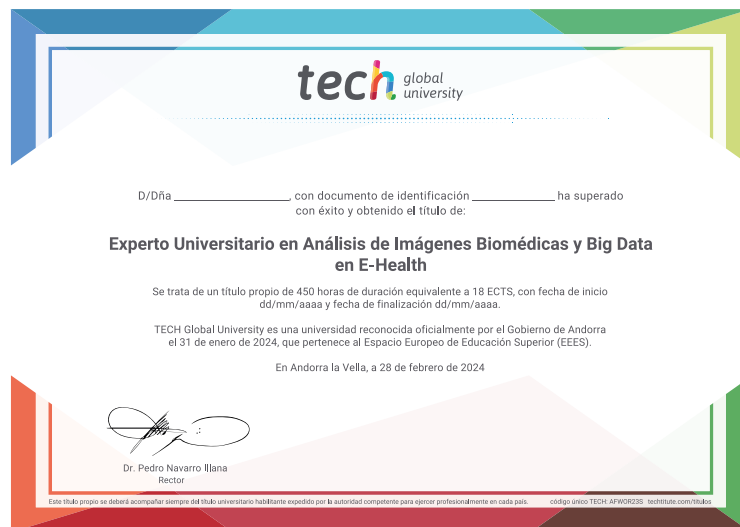 tech global university
D/Dña ____________________, con documento de identificación ______________ ha superado
con éxito y obtenido el título de:
Experto Universitario en Análisis de Imágenes Biomédicas y Big Data
en E-Health
Se trata de un título propio de 450 horas de duración equivalente a 18 ECTS, con fecha de inicio
dd/mm/aaaa y fecha de finalización dd/mm/aaaa.
TECH Global University es una universidad reconocida oficialmente por el Gobierno de Andorra
el 31 de enero de 2024, que pertenece al Espacio Europeo de Educación Superior (EEES).
En Andorra la Vella, a 28 de febrero de 2024
Dr. Pedro Navarro Illana
Rector
Este título propio se deberá acompañar siempre del título universitario habilitante expedido por la autoridad competente para ejercer profesionalmente en cada país. código único TECH: AFWOR23S techtitute.com/titulos